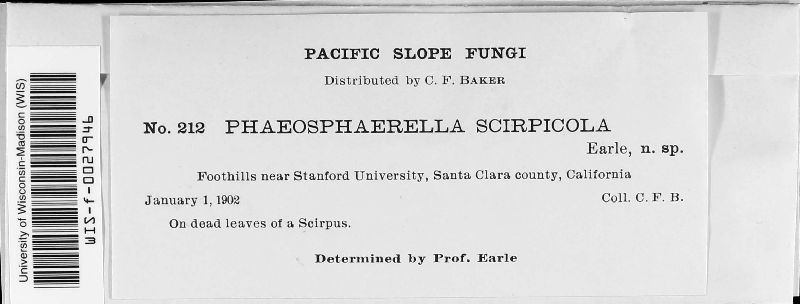 PACIFIC SLOPE FUNGI
Distributed by C. F. BAKER
No. 212 PHAEOSPHAERELLA SCIRPICOLA
Earle, n. sp.
Foothills near Stanford University, Santa Clara county, California
January 1, 1902 Coll. C. F. B.
On dead leaves of a Scirpus.
Determined by Prof. Earle
University of Wisconsin-Madison (WIS)
WIS-f-0027946